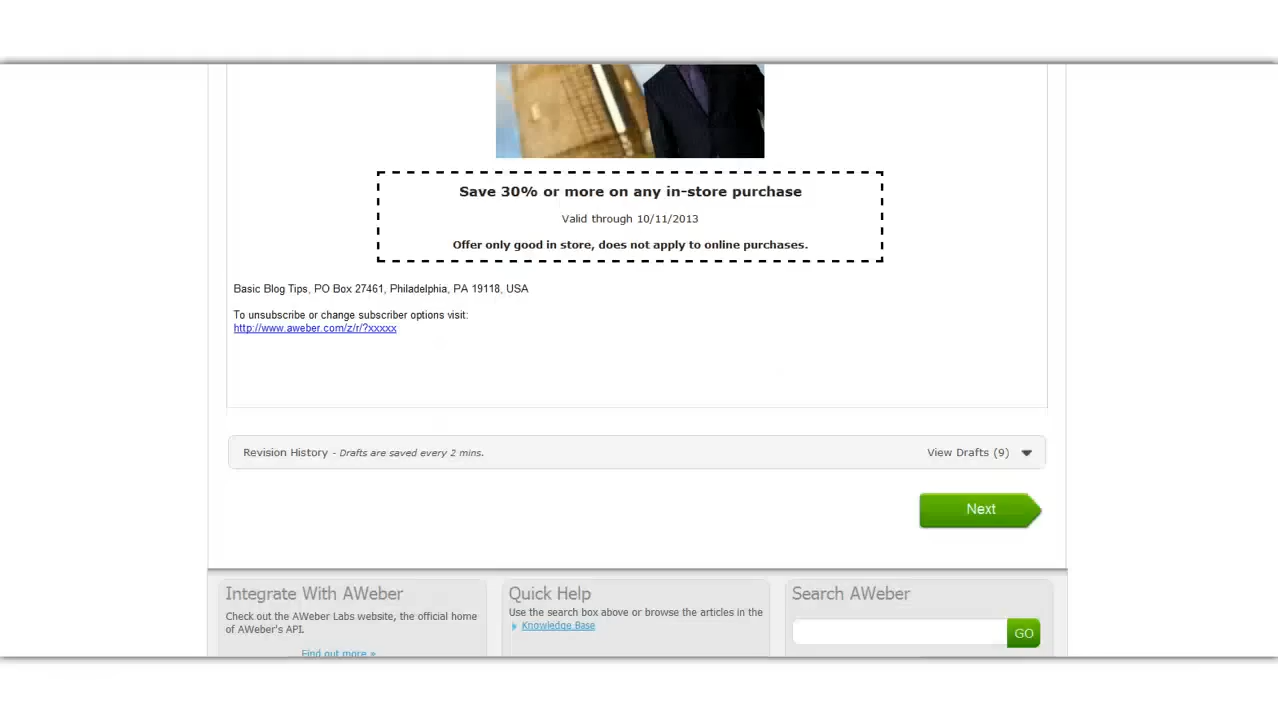 Save 30% or more on any in-store purchase
Valid through 10/11/2013
Offer only good in store, does not apply to online purchases.
Basic Blog Tips, PO Box 27461, Philadelphia, PA 19118, USA
To unsubscribe or change subscriber options visit:
http://www.aweber.com/z/r/?xxxxx
Revision History - Drafts are saved every 2 mins.
View Drafts (9)
Next
Integrate With AWeber
Check out the AWeber Labs website, the official home
of AWeber's API.
Find out more »
Quick Help
Use the search box above or browse the articles in the
Knowledge Base
Search AWeber
GO